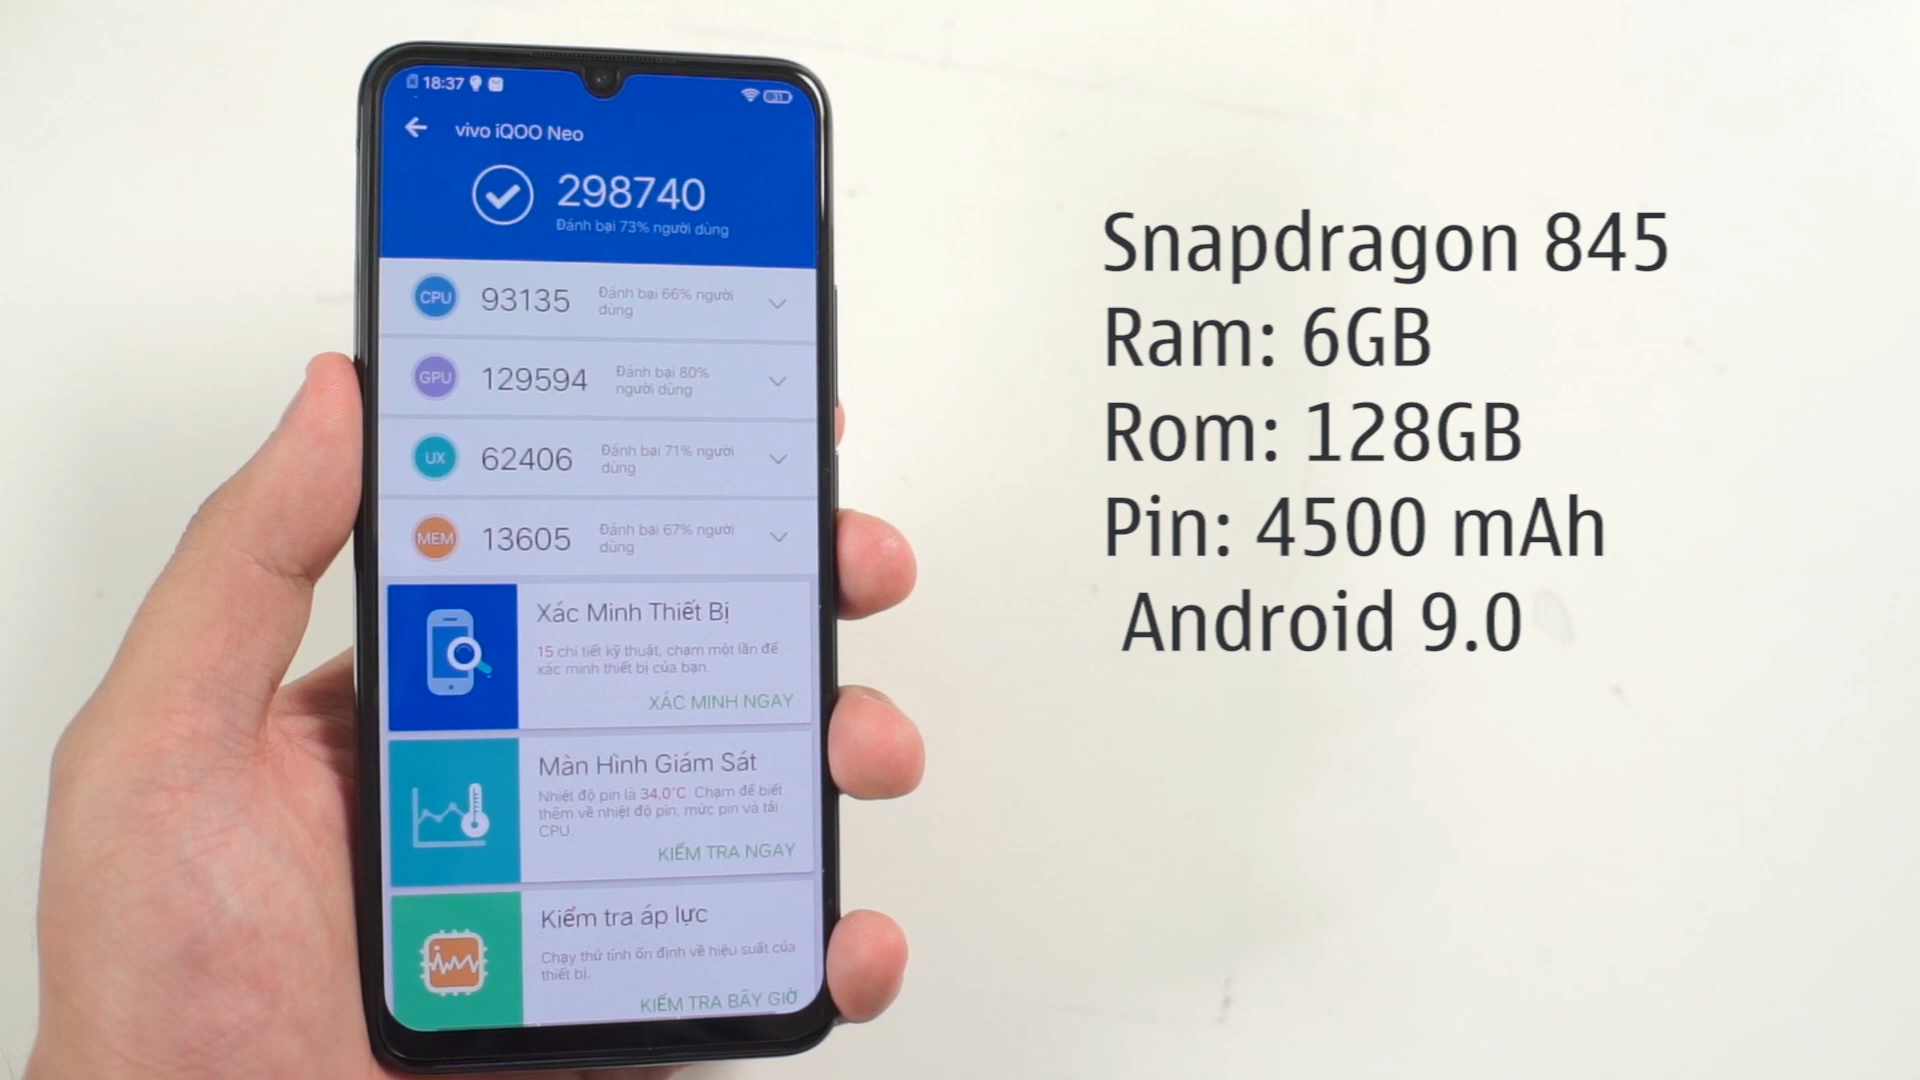 18:37
31
vivo iQOO Neo
298740
Đánh bại 73% người dùng
CPU
93135
Đánh bại 66% người
dùng
GPU
129594
Đánh bại 80%
người dùng
UX
62406
Đánh bại 71% người
dùng
MEM
13605
Đánh bại 67% người
dùng
Xác Minh Thiết Bị
15 chi tiết kỹ thuật, chạm một lần để
xác minh thiết bị của bạn.
XÁC MINH NGAY
Màn Hình Giám Sát
Nhiệt độ pin là 34,0°C. Chạm để biết
thêm về nhiệt độ pin, mức pin và tải
CPU.
KIỂM TRA NGAY
Kiểm tra áp lực
Chạy thử tính ổn định về hiệu suất của
thiết bị.
KIỂM TRA BÂY GIỜ
Snapdragon 845
Ram: 6GB
Rom: 128GB
Pin: 4500 mAh
Android 9.0